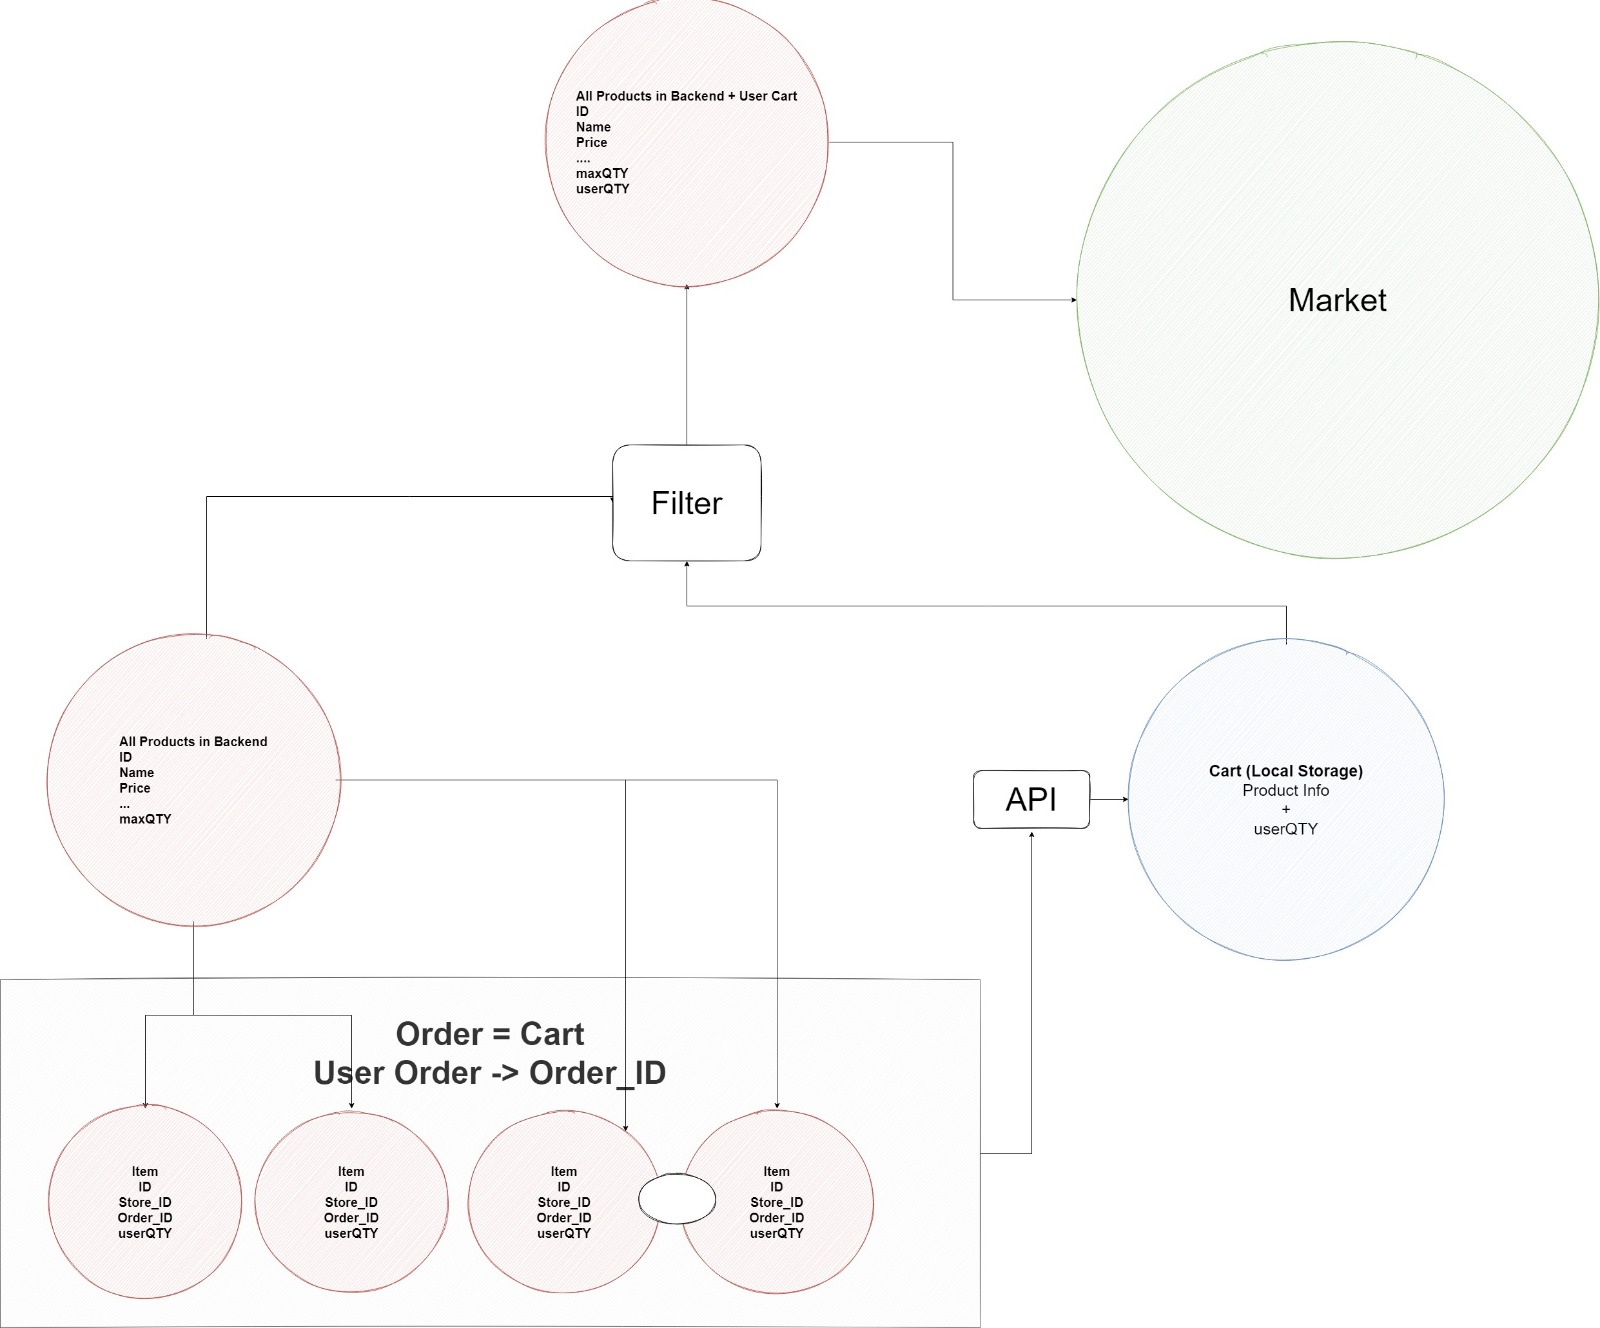 All Products in Backend + User Cart
ID
Name
Price
....
maxQTY
userQTY
Market
Filter
All Products in Backend
ID
Name
Price
...
maxQTY
API
Cart (Local Storage)
Product Info
+
userQTY
Order = Cart
User Order -> Order_ID
Item
ID
Store_ID
Order_ID
userQTY
Item
ID
Store_ID
Order_ID
userQTY
Item
ID
Store_ID
Order_ID
userQTY
Item
ID
Store_ID
Order_ID
userQTY